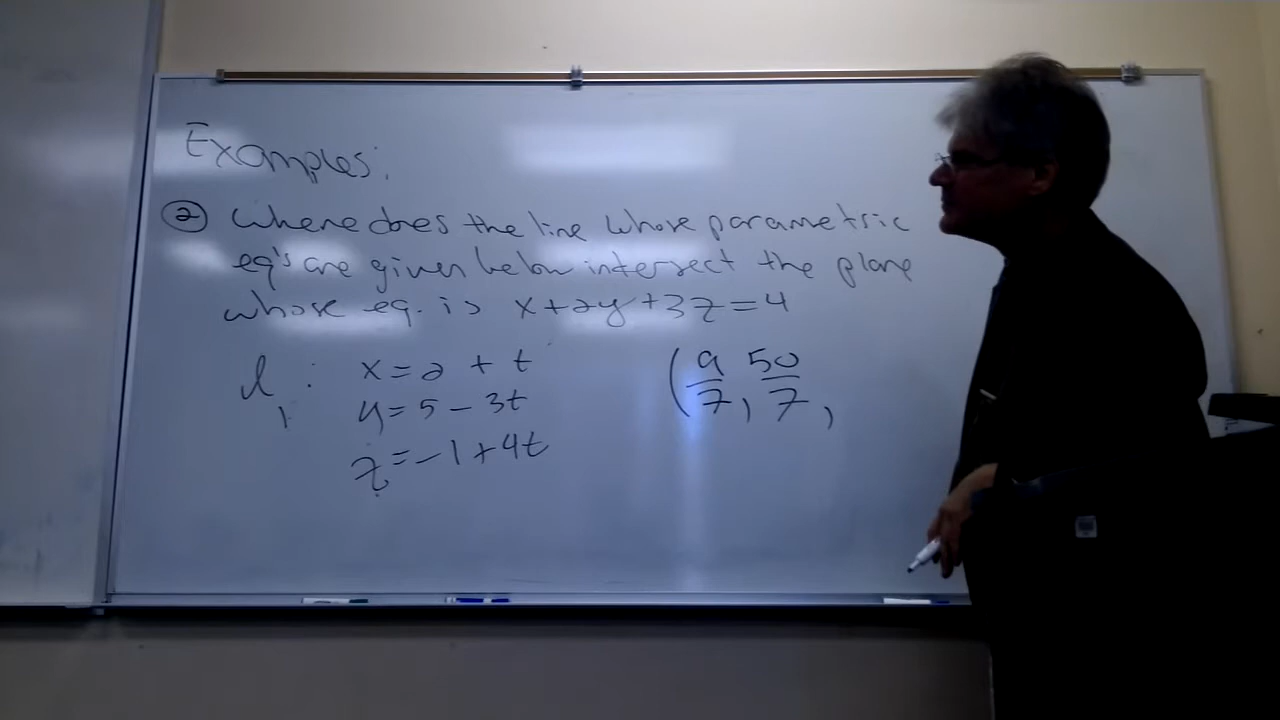 Examples:
② Where does the line whose parametric
eq's are given below intersect the plane
whose eq. is x+2y+3z=4
l₁ : x=2+t
y=5-3t
z=-1+4t
(9/7, 50/7,